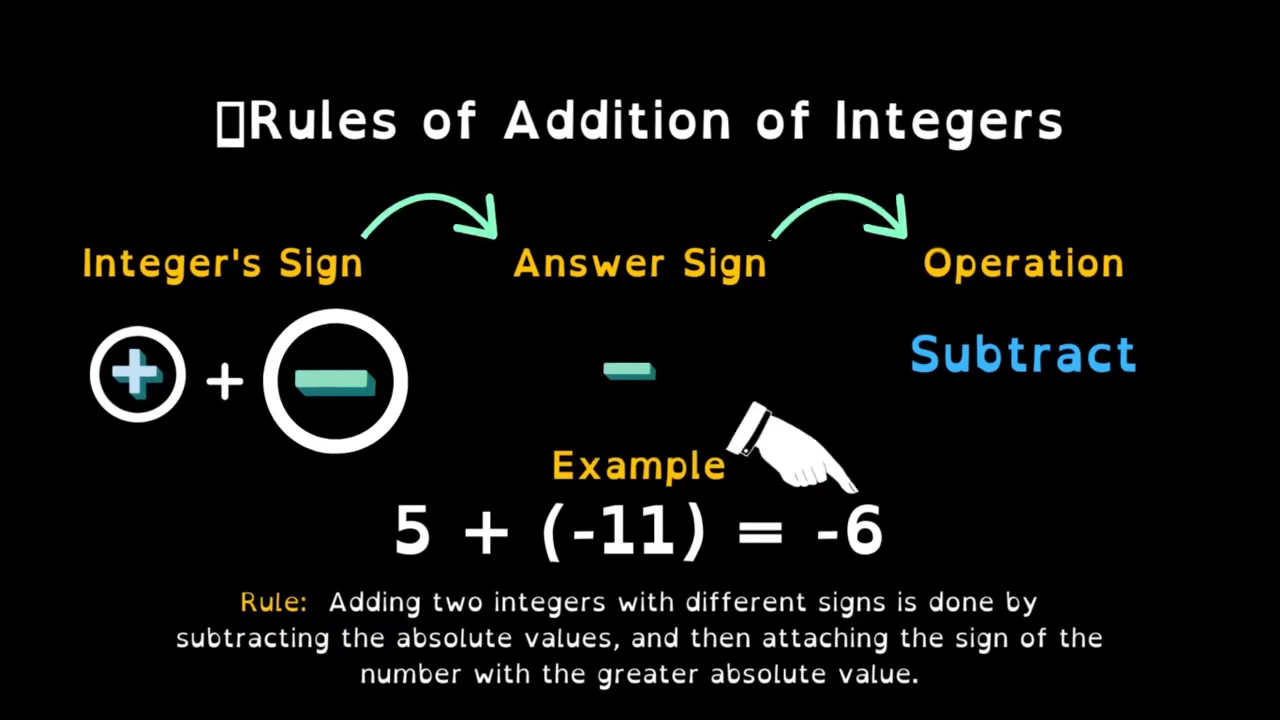 Rules of Addition of Integers
Integer's Sign Answer Sign Operation
+ + - - Subtract
Example
5 + (-11) = -6
Rule: Adding two integers with different signs is done by
subtracting the absolute values, and then attaching the sign of the
number with the greater absolute value.